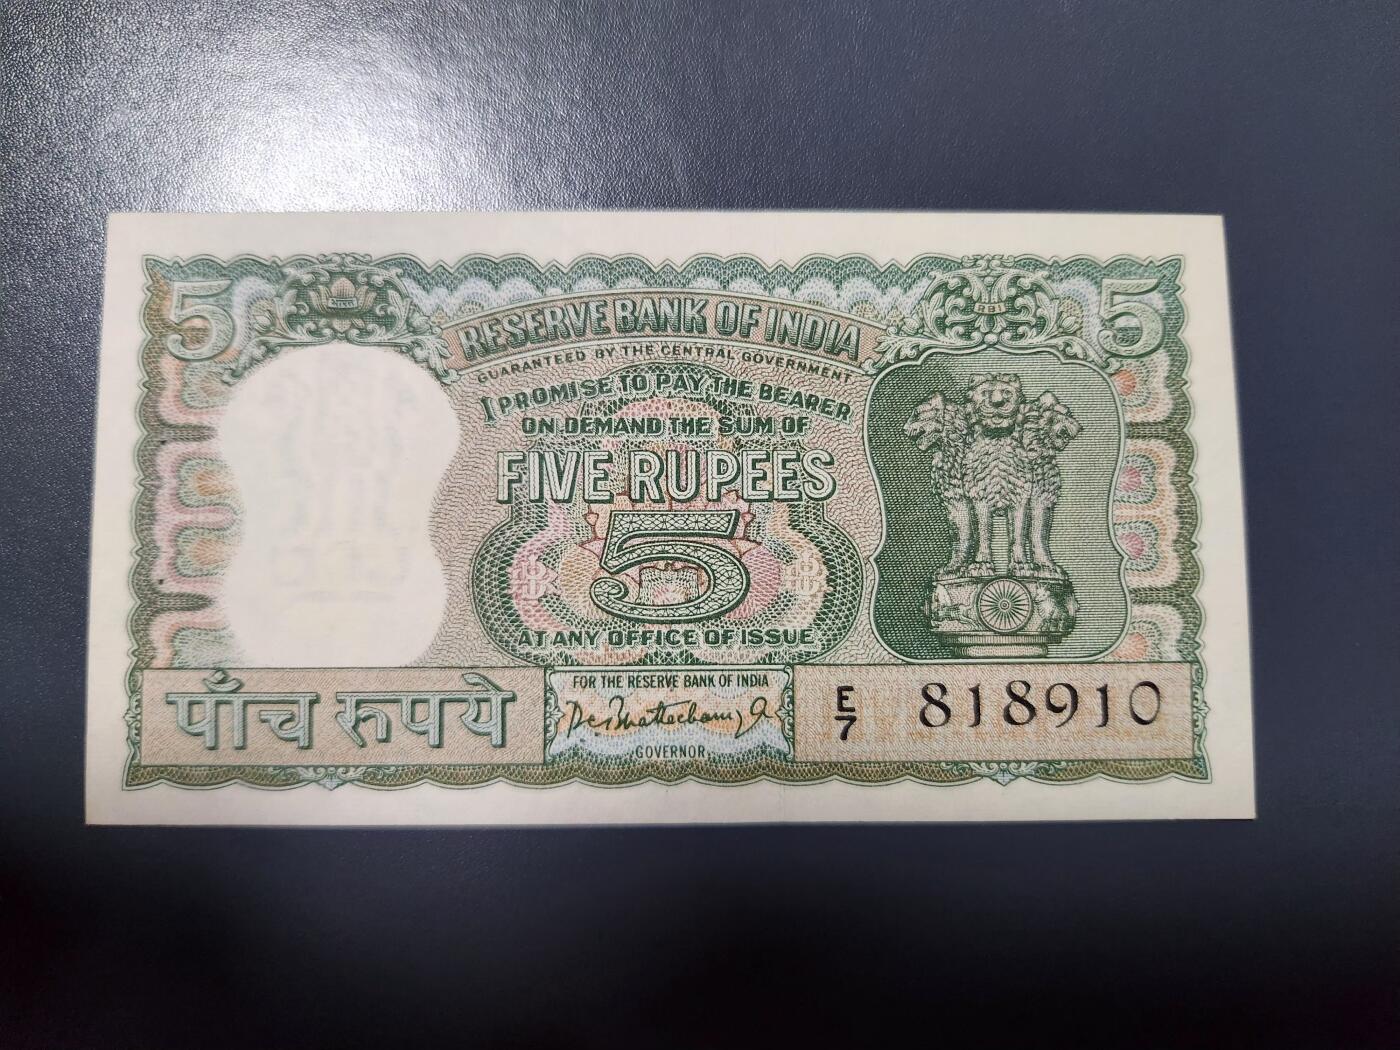 5 5
RBI
RESERVE BANK OF INDIA
GUARANTEED BY THE CENTRAL GOVERNMENT
I PROMISE TO PAY THE BEARER
ON DEMAND THE SUM OF
FIVE RUPEES
5
AT ANY OFFICE OF ISSUE
पाँच रुपये
FOR THE RESERVE BANK OF INDIA
GOVERNOR
E/7 818910